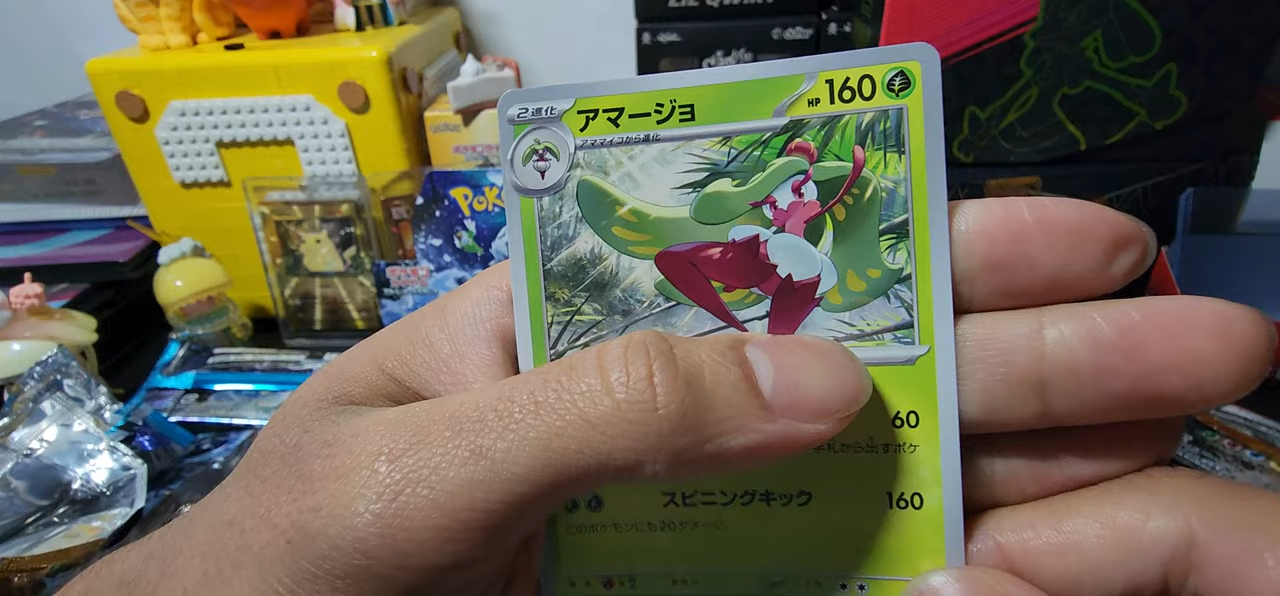 2進化
アマージョ
HP 160
アママイコから進化
60
手札から出すポケ
スピニングキック 160
このポケモンにも20ダメージ。
×2
Poké